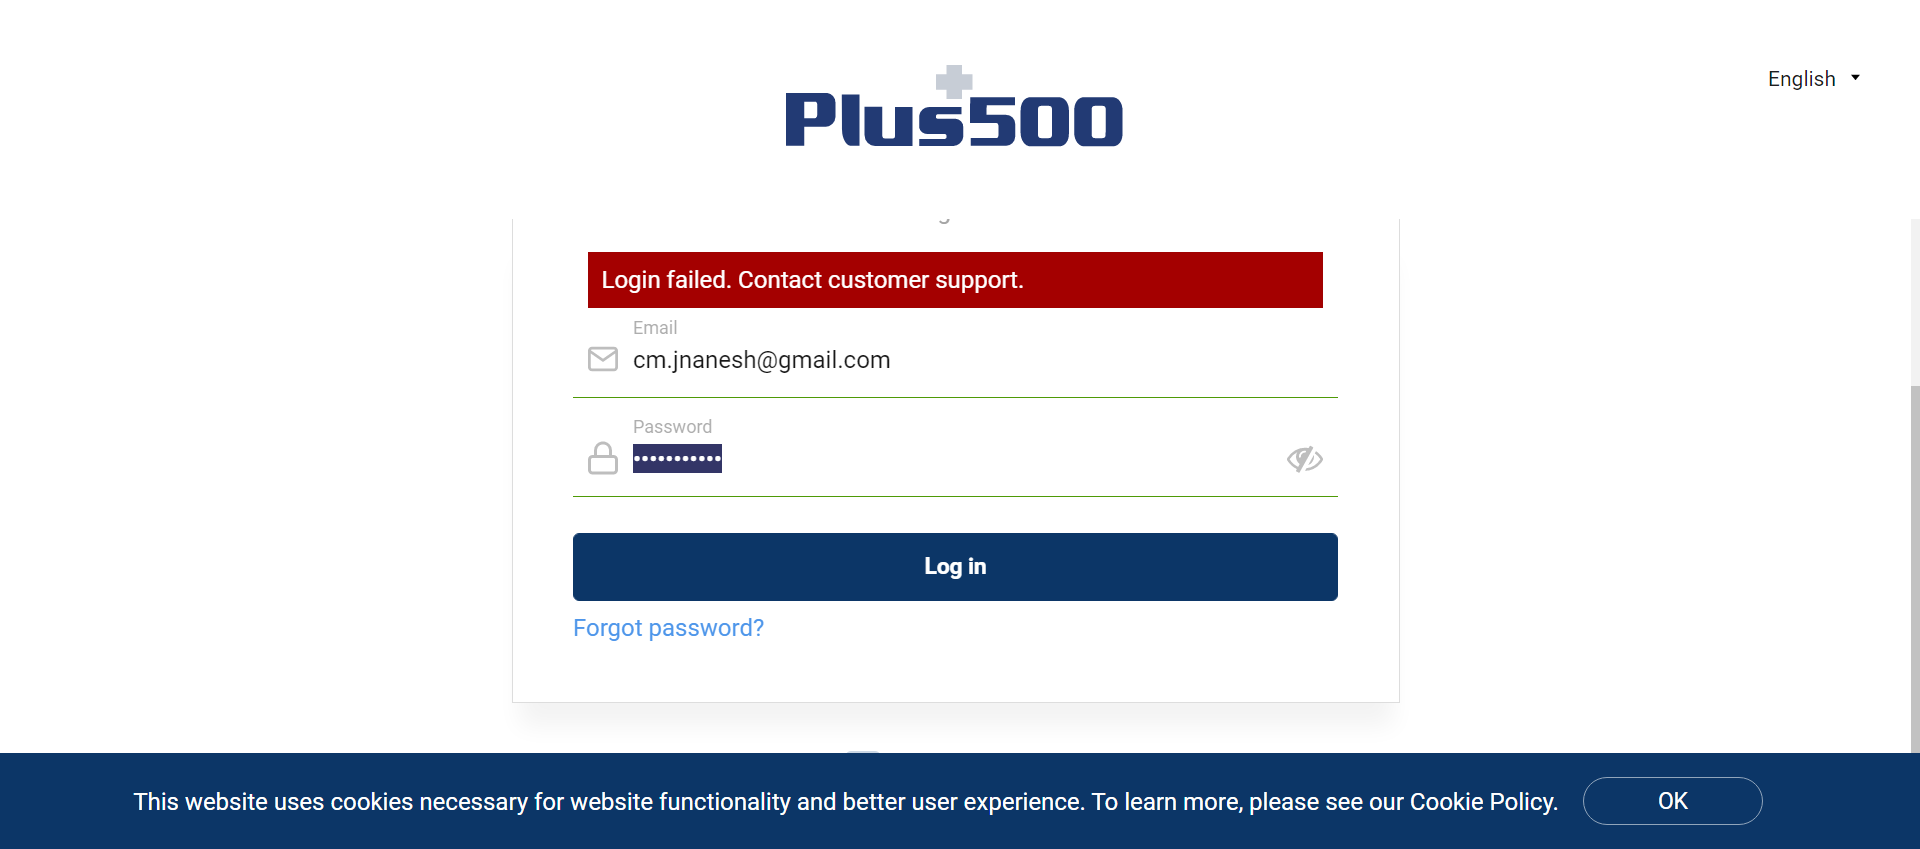 English
Plus500
Login failed. Contact customer support.
Email
cm.jnanesh@gmail.com
Password
•••••••••••
Log in
Forgot password?
This website uses cookies necessary for website functionality and better user experience. To learn more, please see our Cookie Policy.
OK